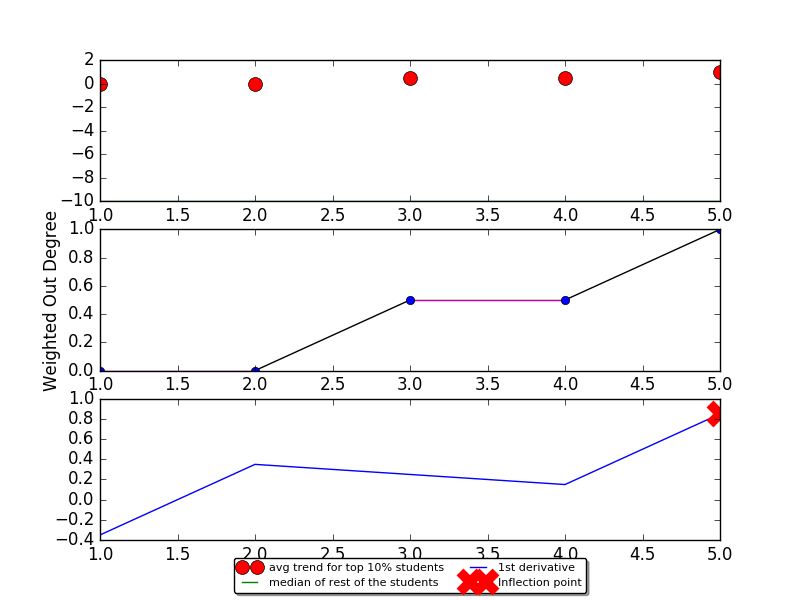 2
0
−2
−4
−6
−8
−10
1.0 1.5 2.0 2.5 3.0 3.5 4.0 4.5 5.0
Weighted Out Degree
1.0
0.8
0.6
0.4
0.2
0.0
1.0 1.5 2.0 2.5 3.0 3.5 4.0 4.5 5.0
1.0
0.8
0.6
0.4
0.2
0.0
−0.2
−0.4
1.0 1.5 2.0 2.5 3.0 3.5 4.0 4.5 5.0
avg trend for top 10% students
median of rest of the students
1st derivative
Inflection point